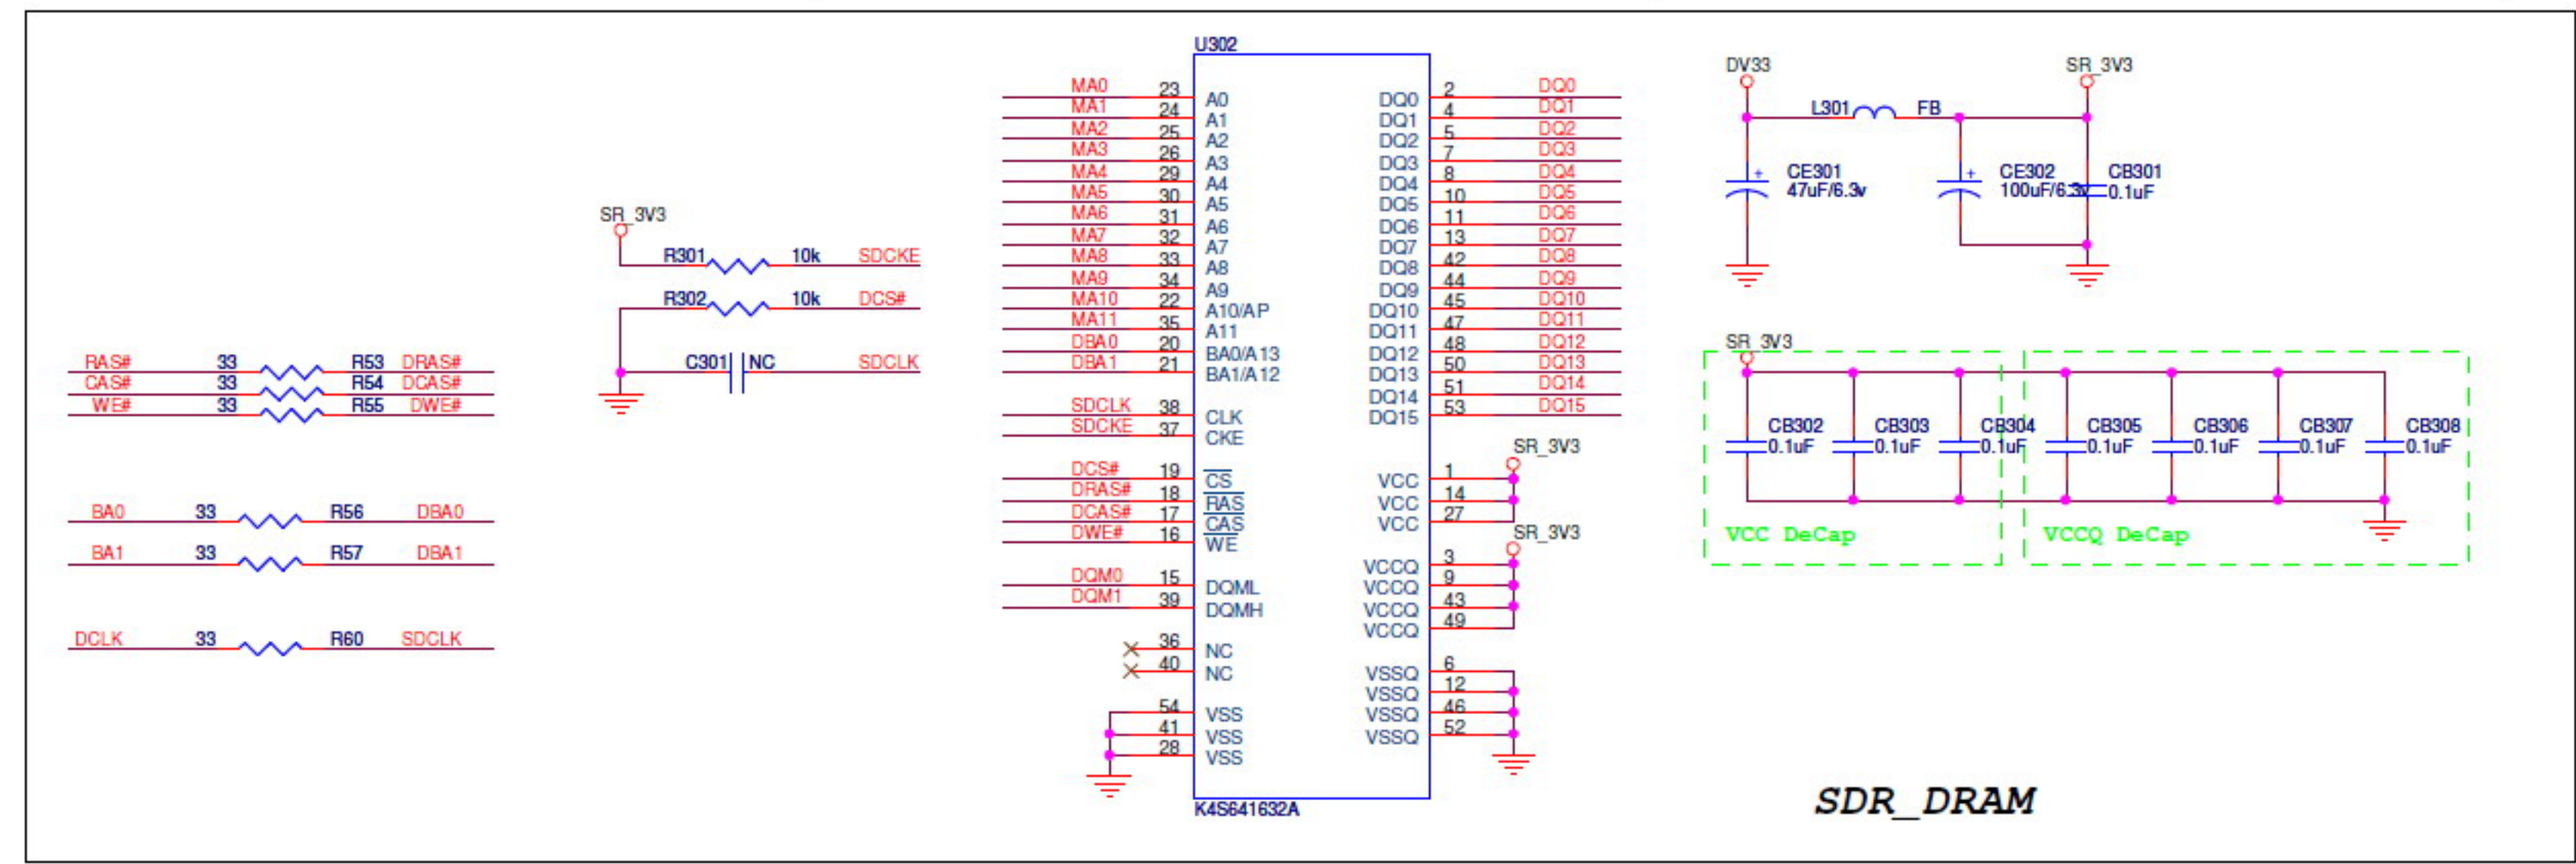 RAS# 33 R53 DRAS#
CAS# 33 R54 DCAS#
WE# 33 R55 DWE#
BA0 33 R56 DBA0
BA1 33 R57 DBA1
DCLK 33 R60 SDCLK
SR_3V3
R301 10k SDCKE
R302 10k DCS#
C301 NC SDCLK
U302
MA0 23 A0
MA1 24 A1
MA2 25 A2
MA3 26 A3
MA4 29 A4
MA5 30 A5
MA6 31 A6
MA7 32 A7
MA8 33 A8
MA9 34 A9
MA10 22 A10/AP
MA11 35 A11
DBA0 20 BA0/A13
DBA1 21 BA1/A12
SDCLK 38 CLK
SDCKE 37 CKE
DCS# 19 CS
DRAS# 18 RAS
DCAS# 17 CAS
DWE# 16 WE
DQM0 15 DQML
DQM1 39 DQMH
36 NC
40 NC
54 VSS
41 VSS
28 VSS
DQ0 2 DQ0
DQ1 4 DQ1
DQ2 5 DQ2
DQ3 7 DQ3
DQ4 8 DQ4
DQ5 10 DQ5
DQ6 11 DQ6
DQ7 13 DQ7
DQ8 42 DQ8
DQ9 44 DQ9
DQ10 45 DQ10
DQ11 47 DQ11
DQ12 48 DQ12
DQ13 50 DQ13
DQ14 51 DQ14
DQ15 53 DQ15
SR_3V3
VCC 1
VCC 14
VCC 27
SR_3V3
VCCQ 3
VCCQ 9
VCCQ 43
VCCQ 49
VSSQ 6
VSSQ 12
VSSQ 46
VSSQ 52
K4S641632A
DV33 SR_3V3
L301 FB
CE301 + CE302 + CB301
47uF/6.3v 100uF/6.3v 0.1uF
SR_3V3
CB302 CB303 CB304 CB305 CB306 CB307 CB308
0.1uF 0.1uF 0.1uF 0.1uF 0.1uF 0.1uF 0.1uF
VCC DeCap VCCQ DeCap
SDR_DRAM